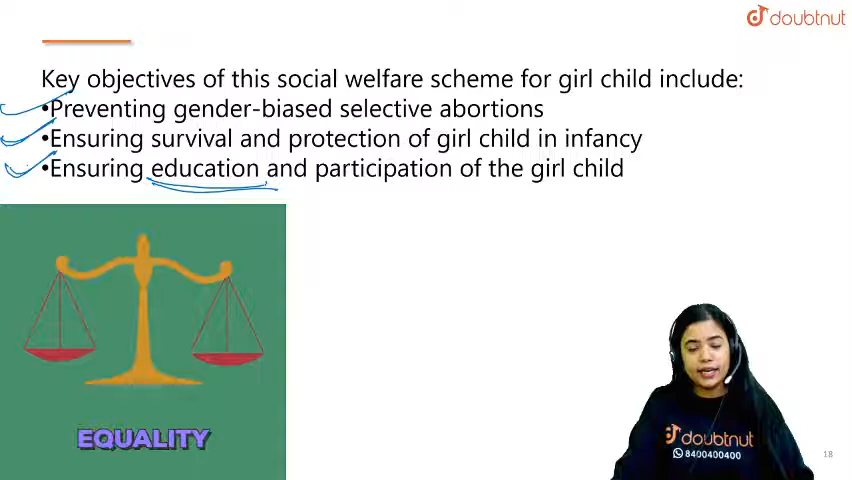 doubtnut
Key objectives of this social welfare scheme for girl child include:
•Preventing gender-biased selective abortions
•Ensuring survival and protection of girl child in infancy
•Ensuring education and participation of the girl child
EQUALITY
doubtnut
8400400400
18